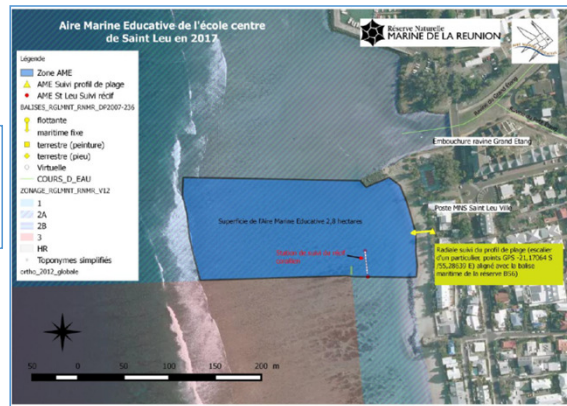 Aire Marine Educative de l'école centre
de Saint Leu en 2017
Réserve Naturelle
MARINE DE LA REUNION
Légende
Zone AME
AME Suivi profil de plage
AME St Leu Suivi récif
BALISES_RGLMNT_RNMR_DP2007-236
flottante
maritime fixe
terrestre (peinture)
terrestre (pieu)
Virtuelle
COURS_D_EAU
ZONAGE_RGLMNT_RNMR_V12
1
2A
2B
3
HR
Toponymes simplifiés
ortho_2012_globale
Embouchure ravine Grand Etang
Poste MNS Saint Leu Ville
Superficie de l'Aire Marine Educative 2,8 hectares
Radiale suivi du profil de plage (escalier
d'un particulier, points GPS -21,17064 S
/55,28639 E) aligné avec la balise
maritime de la réserve B56)
50 0 50 100 150 200 m